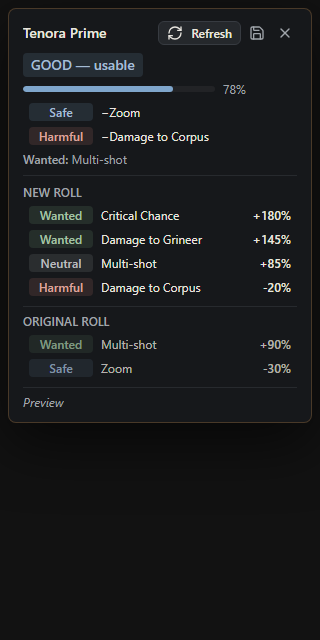 Tenora Prime Refresh
GOOD — usable
78%
Safe –Zoom
Harmful –Damage to Corpus
Wanted: Multi-shot
NEW ROLL
Wanted Critical Chance +180%
Wanted Damage to Grineer +145%
Neutral Multi-shot +85%
Harmful Damage to Corpus -20%
ORIGINAL ROLL
Wanted Multi-shot +90%
Safe Zoom -30%
Preview